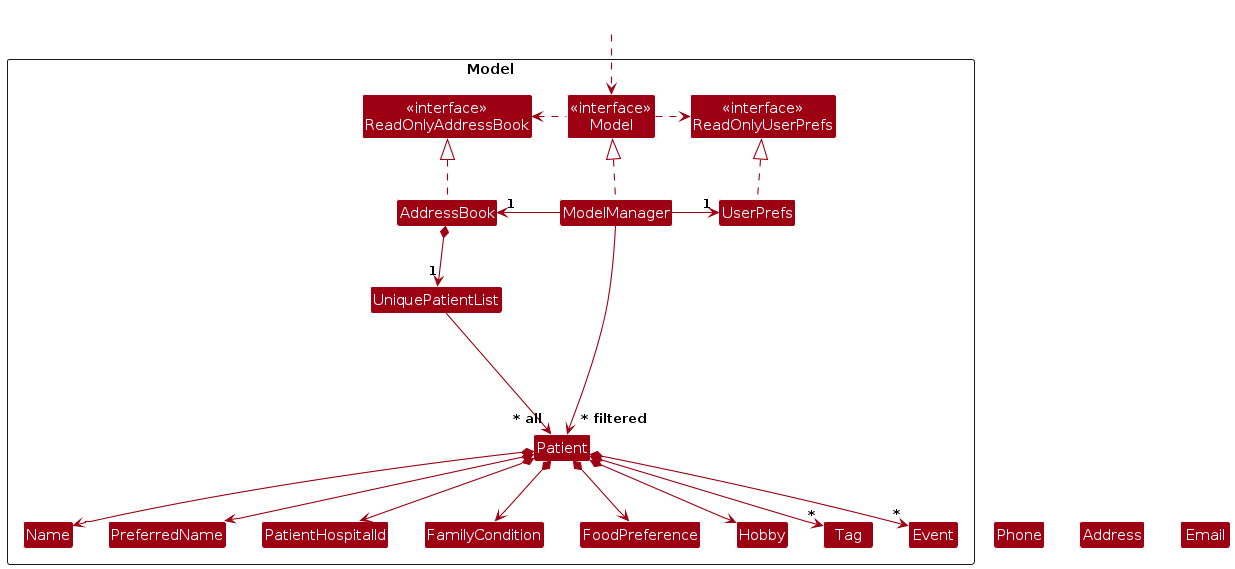 Model
«interface»
ReadOnlyAddressBook
«interface»
Model
«interface»
ReadOnlyUserPrefs
AddressBook
1
ModelManager
1
UserPrefs
1
UniquePatientList
* all
* filtered
Patient
Name
PreferredName
PatientHospitalId
FamilyCondition
FoodPreference
Hobby
*
Tag
*
Event
Phone
Address
Email